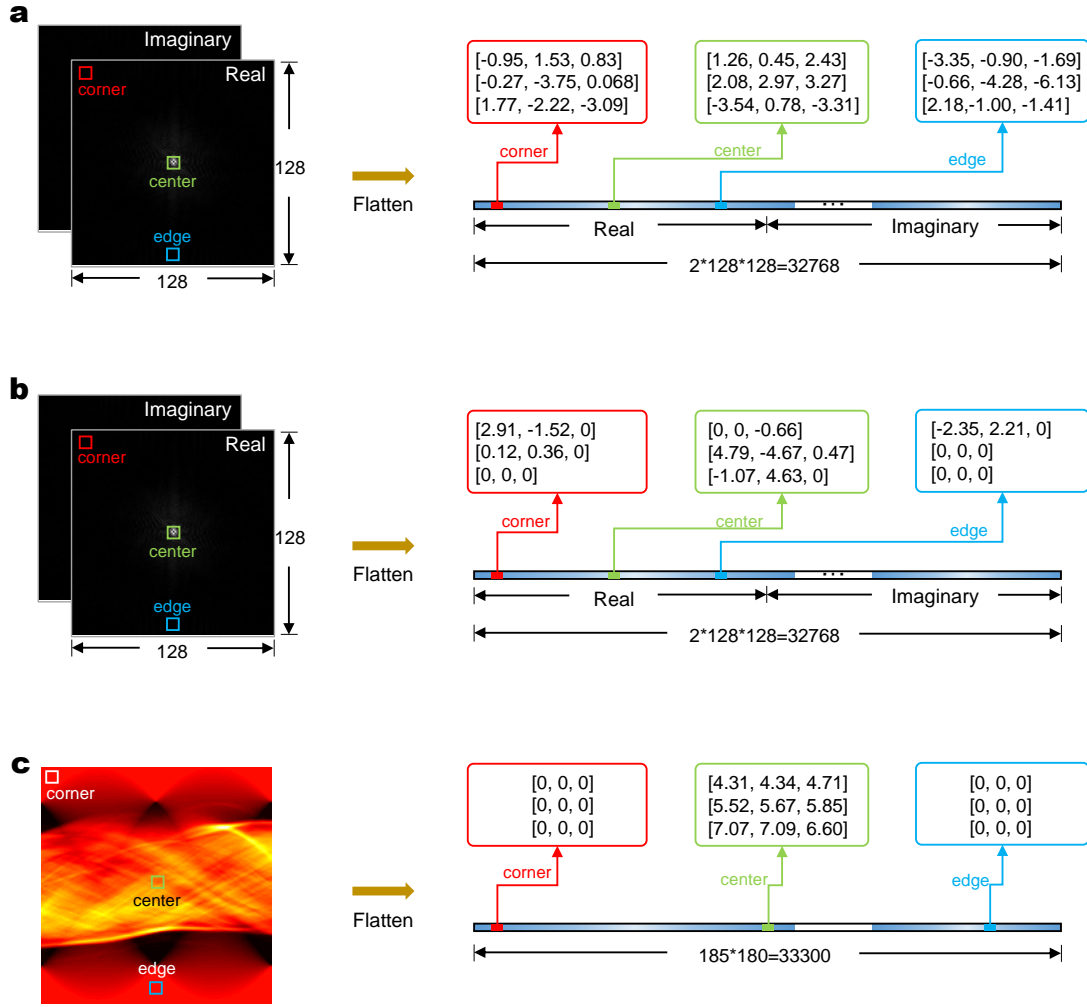 a
Imaginary
Real
corner
center
edge
128
128
Flatten
[-0.95, 1.53, 0.83]
[-0.27, -3.75, 0.068]
[1.77, -2.22, -3.09]
[1.26, 0.45, 2.43]
[2.08, 2.97, 3.27]
[-3.54, 0.78, -3.31]
[-3.35, -0.90, -1.69]
[-0.66, -4.28, -6.13]
[2.18,-1.00, -1.41]
corner
center
edge
...
Real
Imaginary
2*128*128=32768
b
Imaginary
Real
corner
center
edge
128
128
Flatten
[2.91, -1.52, 0]
[0.12, 0.36, 0]
[0, 0, 0]
[0, 0, -0.66]
[4.79, -4.67, 0.47]
[-1.07, 4.63, 0]
[-2.35, 2.21, 0]
[0, 0, 0]
[0, 0, 0]
corner
center
edge
...
Real
Imaginary
2*128*128=32768
c
corner
center
edge
Flatten
[0, 0, 0]
[0, 0, 0]
[0, 0, 0]
[4.31, 4.34, 4.71]
[5.52, 5.67, 5.85]
[7.07, 7.09, 6.60]
[0, 0, 0]
[0, 0, 0]
[0, 0, 0]
corner
center
edge
185*180=33300